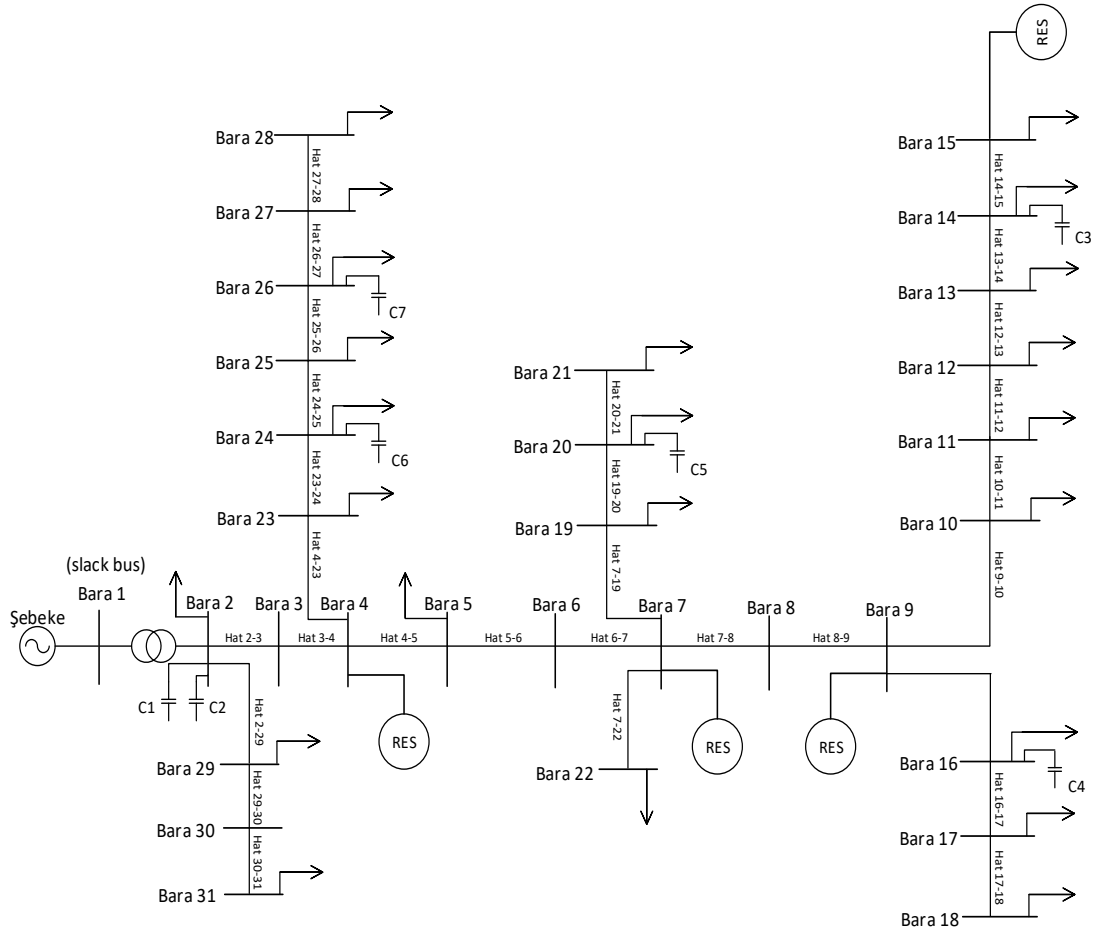 RES
Bara 28
Hat 27-28
Bara 27
Hat 26-27
Bara 26
C7
Hat 25-26
Bara 25
Hat 24-25
Bara 24
C6
Hat 23-24
Bara 23
Hat 4-23
Bara 15
Hat 14-15
Bara 14
C3
Hat 13-14
Bara 13
Hat 12-13
Bara 12
Hat 11-12
Bara 11
Hat 10-11
Bara 10
Hat 9-10
Bara 21
Hat 20-21
Bara 20
C5
Hat 19-20
Bara 19
Hat 7-19
(slack bus)
Bara 1
Şebeke
Bara 2
Bara 3
Bara 4
Bara 5
Bara 6
Bara 7
Bara 8
Bara 9
Hat 2-3
Hat 3-4
Hat 4-5
Hat 5-6
Hat 6-7
Hat 7-8
Hat 8-9
C1
C2
Hat 2-29
Bara 29
Hat 29-30
Bara 30
Hat 30-31
Bara 31
RES
Hat 7-22
Bara 22
RES
RES
Bara 16
C4
Hat 16-17
Bara 17
Hat 17-18
Bara 18